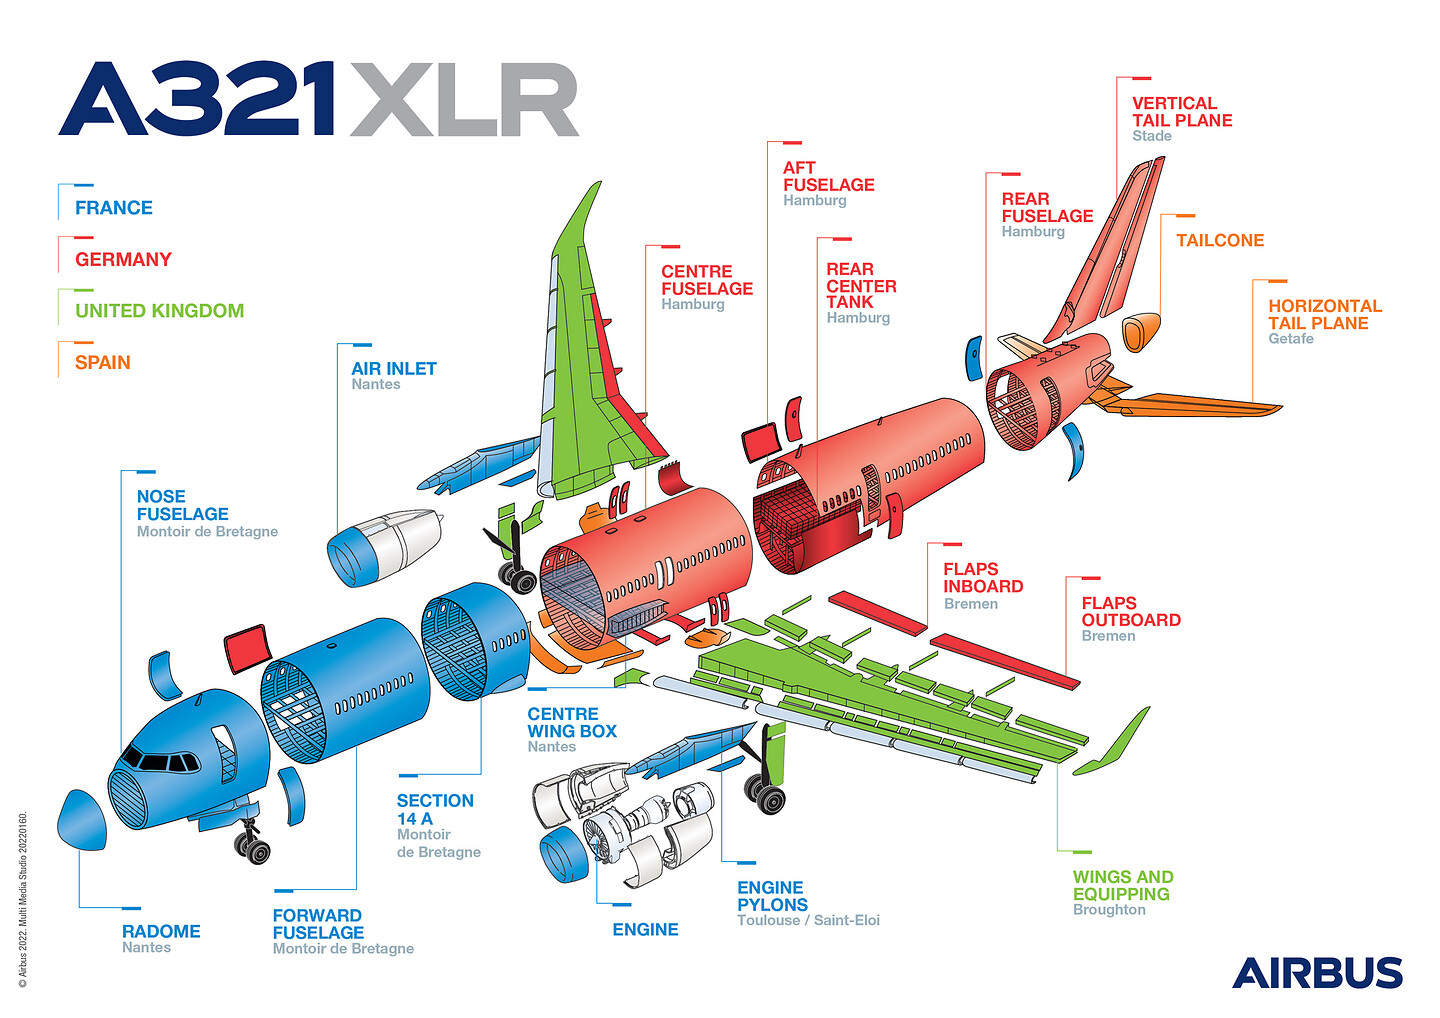 A321XLR
FRANCE
GERMANY
UNITED KINGDOM
SPAIN
VERTICAL
TAIL PLANE
Stade
AFT
FUSELAGE
Hamburg
REAR
FUSELAGE
Hamburg
TAILCONE
CENTRE
FUSELAGE
Hamburg
REAR
CENTER
TANK
Hamburg
HORIZONTAL
TAIL PLANE
Getafe
AIR INLET
Nantes
NOSE
FUSELAGE
Montoir de Bretagne
FLAPS
INBOARD
Bremen
FLAPS
OUTBOARD
Bremen
CENTRE
WING BOX
Nantes
SECTION
14 A
Montoir
de Bretagne
WINGS AND
EQUIPPING
Broughton
ENGINE
PYLONS
Toulouse / Saint-Eloi
FORWARD
FUSELAGE
Montoir de Bretagne
RADOME
Nantes
ENGINE
AIRBUS
© Airbus 2022. Multi Media Studio 20220160.